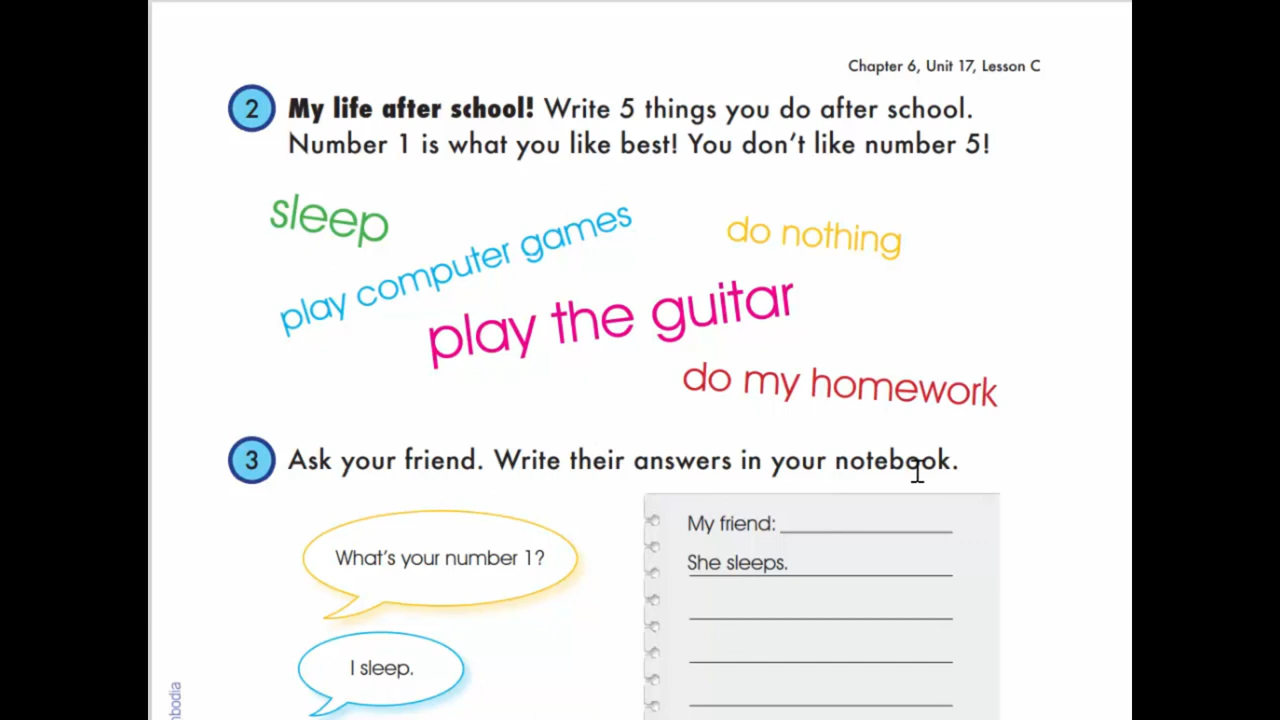 Chapter 6, Unit 17, Lesson C
2 My life after school! Write 5 things you do after school.
Number 1 is what you like best! You don't like number 5!
sleep
play computer games
do nothing
play the guitar
do my homework
3 Ask your friend. Write their answers in your notebook.
What's your number 1?
I sleep.
My friend:
She sleeps.